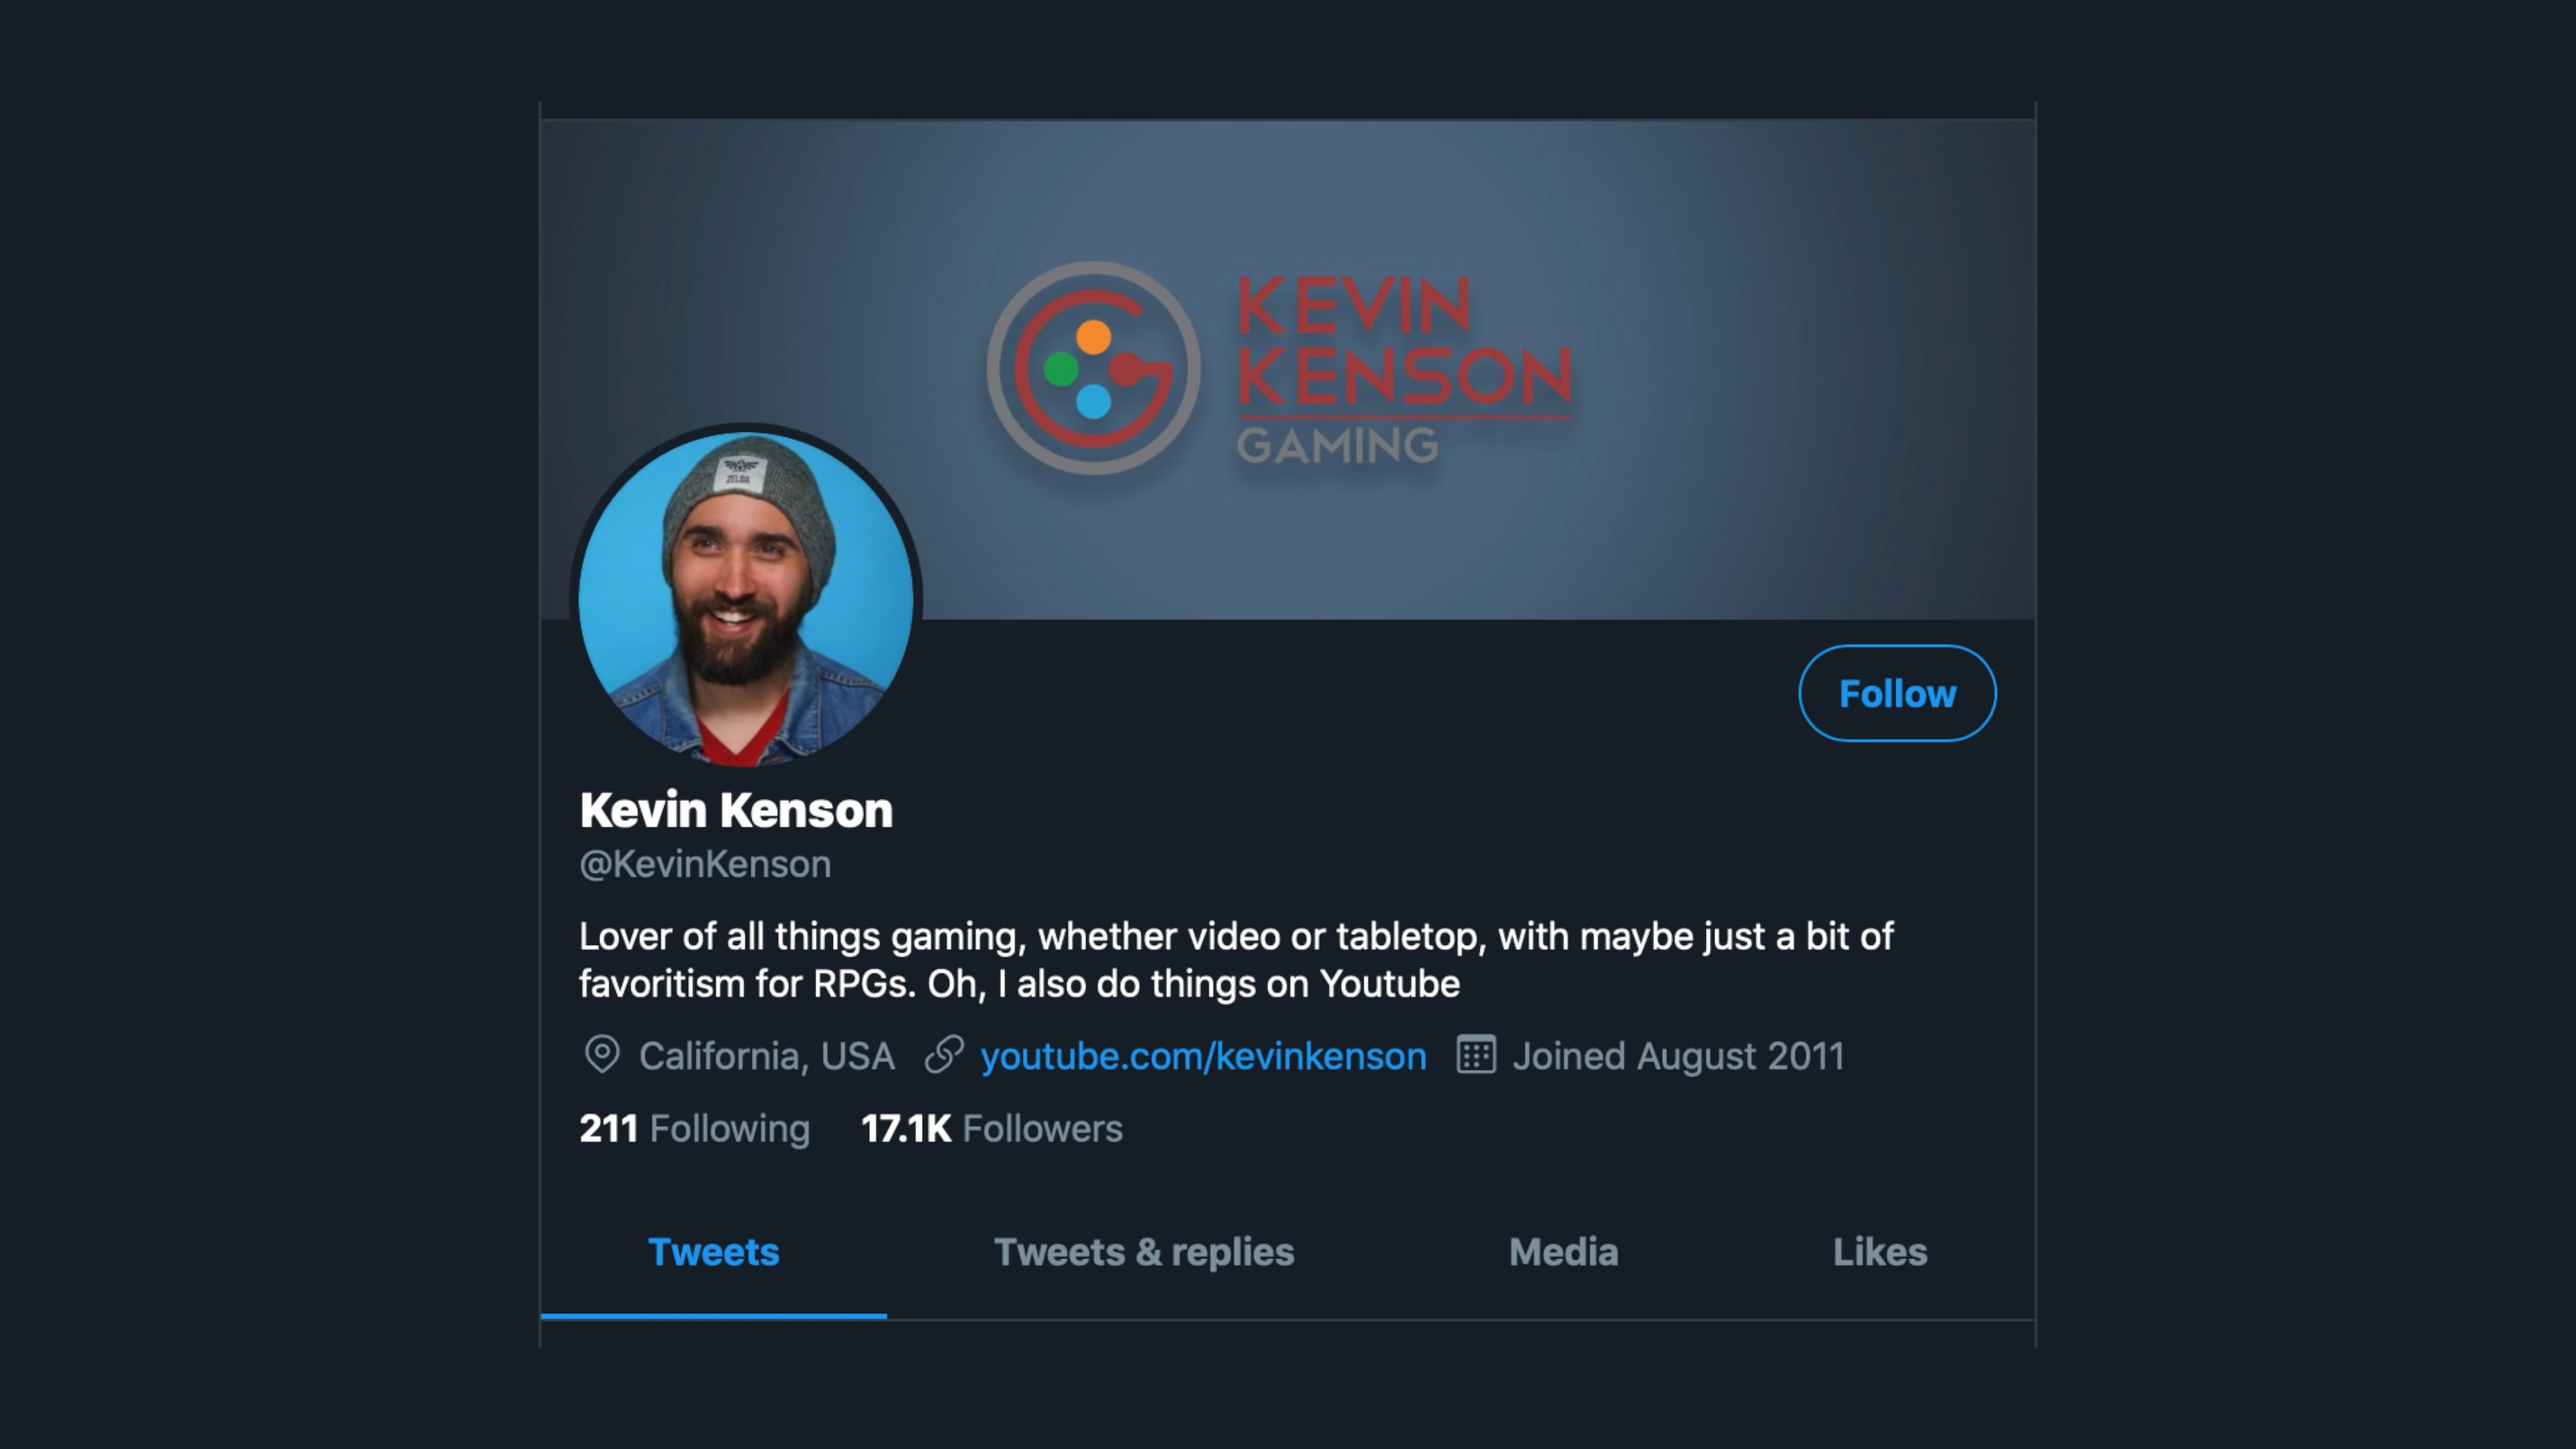 KEVIN
KENSON
GAMING
ZELDA
Follow
Kevin Kenson
@KevinKenson
Lover of all things gaming, whether video or tabletop, with maybe just a bit of
favoritism for RPGs. Oh, I also do things on Youtube
California, USA youtube.com/kevinkenson Joined August 2011
211 Following 17.1K Followers
Tweets Tweets & replies Media Likes